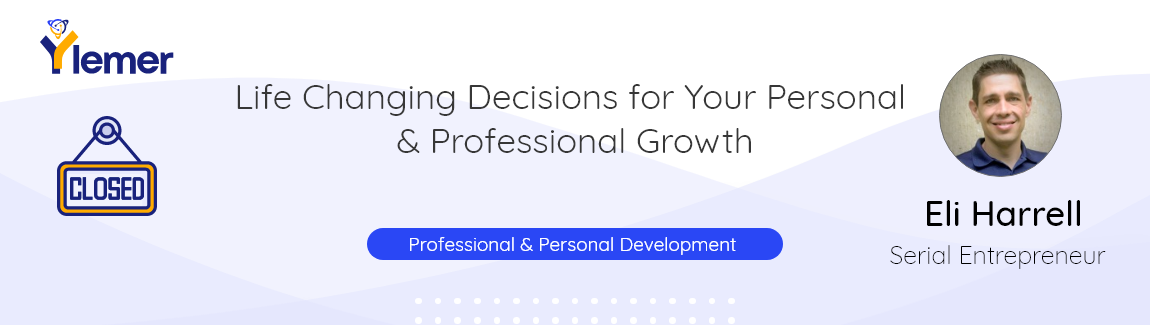 Ylemer
Life Changing Decisions for Your Personal
& Professional Growth
CLOSED
Eli Harrell
Professional & Personal Development
Serial Entrepreneur